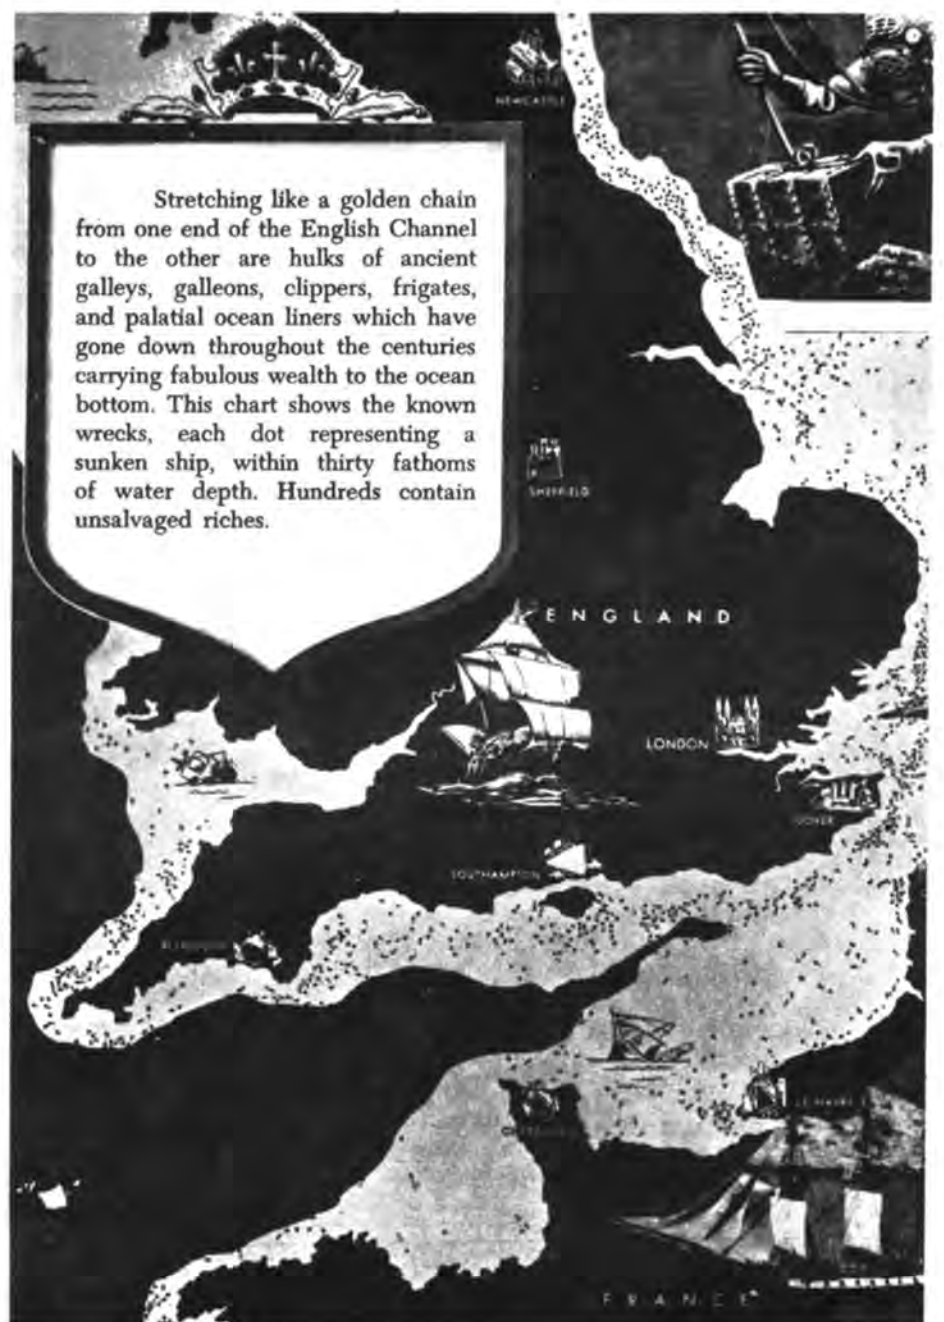 NEWCASTLE
Stretching like a golden chain
from one end of the English Channel
to the other are hulks of ancient
galleys, galleons, clippers, frigates,
and palatial ocean liners which have
gone down throughout the centuries
carrying fabulous wealth to the ocean
bottom. This chart shows the known
wrecks, each dot representing a
sunken ship, within thirty fathoms
of water depth. Hundreds contain
unsalvaged riches.
SHEFFIELD
ENGLAND
LONDON
DOVER
SOUTHAMPTON
LE HAVRE
FRANCE